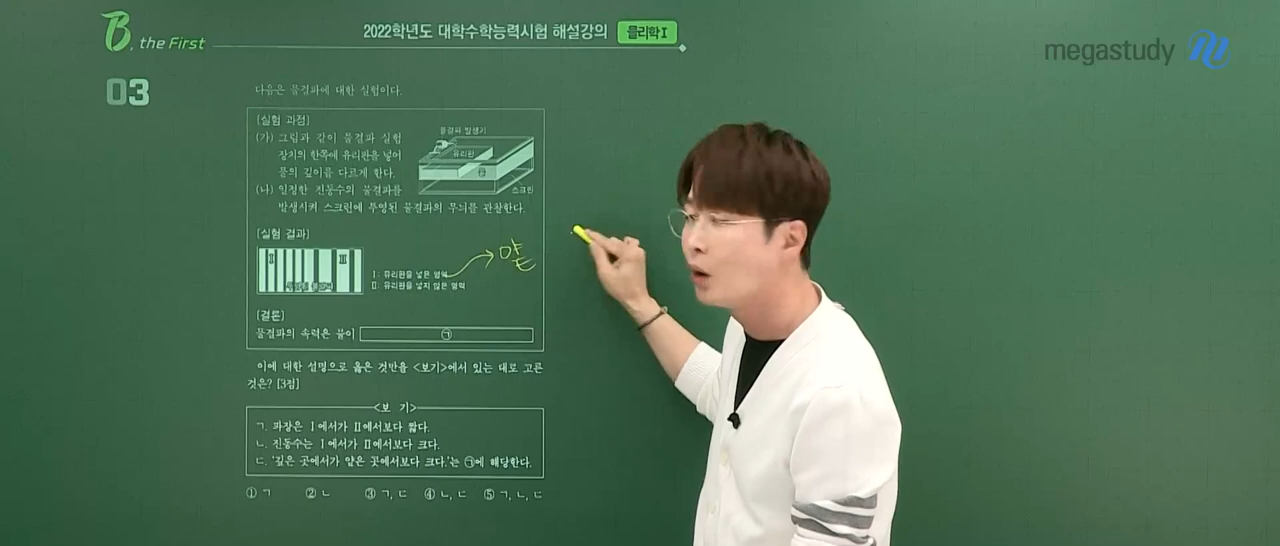 B, the First
2022학년도 대학수학능력시험 해설강의 물리학 I
megastudy
03
다음은 물결파에 대한 실험이다.
[실험 과정]
(가) 그림과 같이 물결파 실험
장치의 한쪽에 유리판을 넣어
물의 깊이를 다르게 한다.
(나) 일정한 진동수의 물결파를
발생시켜 스크린에 투영된 물결파의 무늬를 관찰한다.
물결파 발생기
유리판
물
스크린
[실험 결과]
I II
I : 유리판을 넣은 영역
II : 유리판을 넣지 않은 영역
얕
[결론]
물결파의 속력은 물이 ㉠
이에 대한 설명으로 옳은 것만을 <보기>에서 있는 대로 고른
것은? [3점]
<보 기>
ㄱ. 파장은 I에서가 II에서보다 짧다.
ㄴ. 진동수는 I에서가 II에서보다 크다.
ㄷ. '깊은 곳에서가 얕은 곳에서보다 크다.'는 ㉠에 해당한다.
① ㄱ ② ㄴ ③ ㄱ, ㄷ ④ ㄴ, ㄷ ⑤ ㄱ, ㄴ, ㄷ